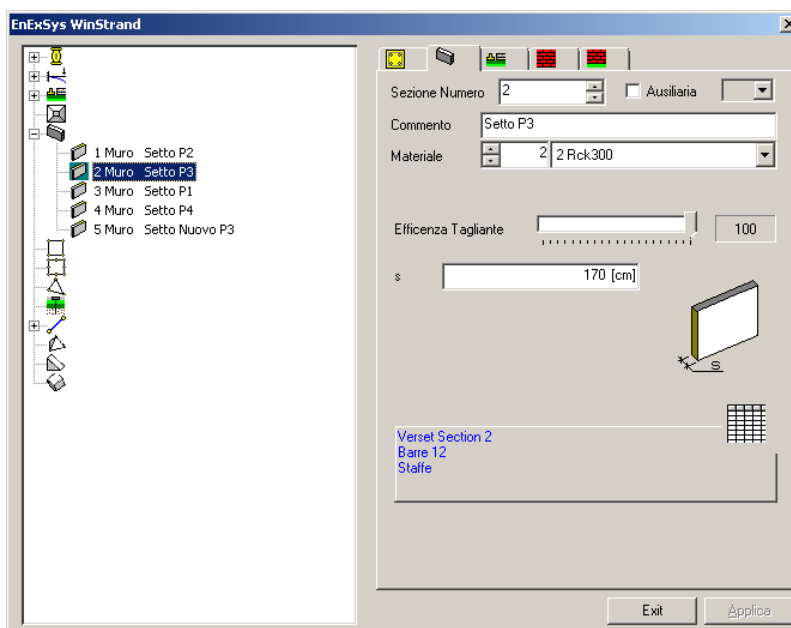 EnExSys WinStrand
1 Muro Setto P2
2 Muro Setto P3
3 Muro Setto P1
4 Muro Setto P4
5 Muro Setto Nuovo P3
Sezione Numero 2 Ausiliaria
Commento Setto P3
Materiale 2 2 Rck300
Efficenza Tagliante 100
s 170 [cm]
S
Verset Section 2
Barre 12
Staffe
Exit Applica